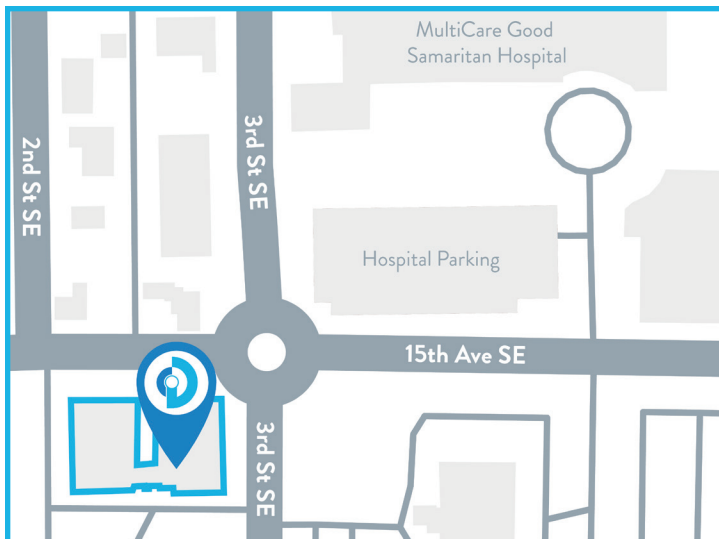 MultiCare Good
Samaritan Hospital
2nd St SE
3rd St SE
Hospital Parking
15th Ave SE
3rd St SE